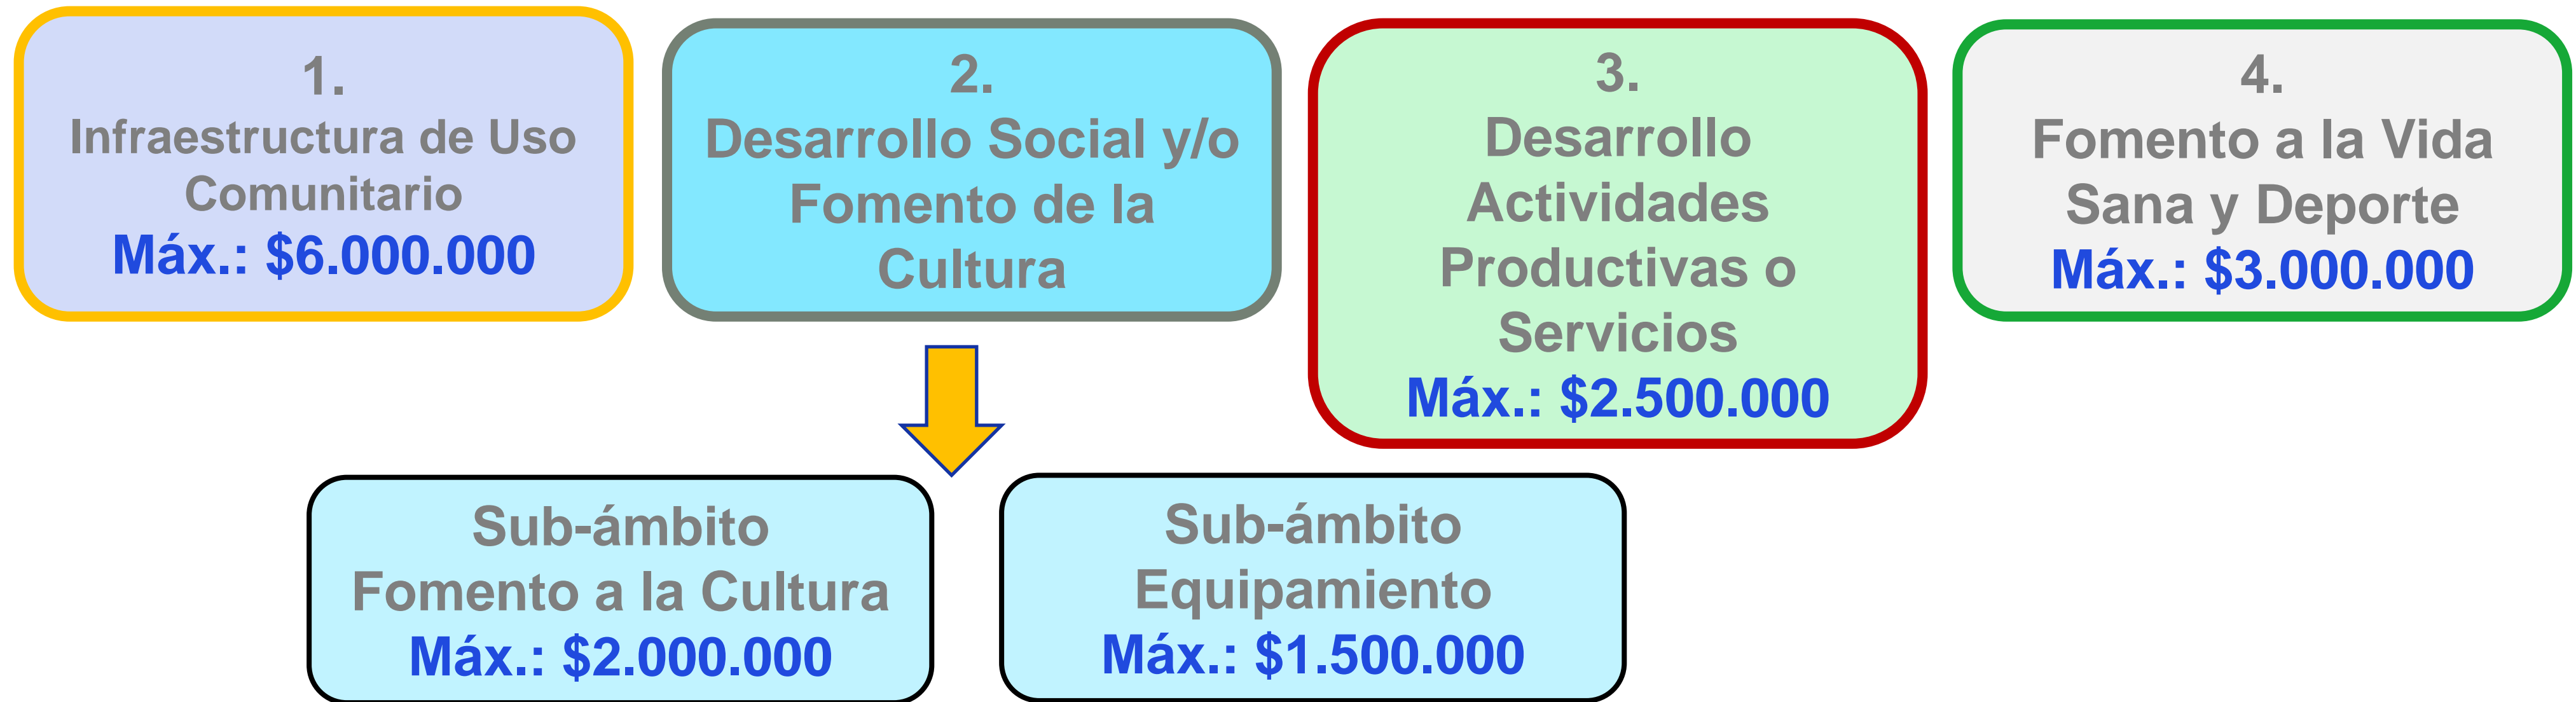 1.
Infraestructura de Uso
Comunitario
Máx.: $6.000.000
2.
Desarrollo Social y/o
Fomento de la
Cultura
3.
Desarrollo
Actividades
Productivas o
Servicios
Máx.: $2.500.000
4.
Fomento a la Vida
Sana y Deporte
Máx.: $3.000.000
Sub-ámbito
Fomento a la Cultura
Máx.: $2.000.000
Sub-ámbito
Equipamiento
Máx.: $1.500.000